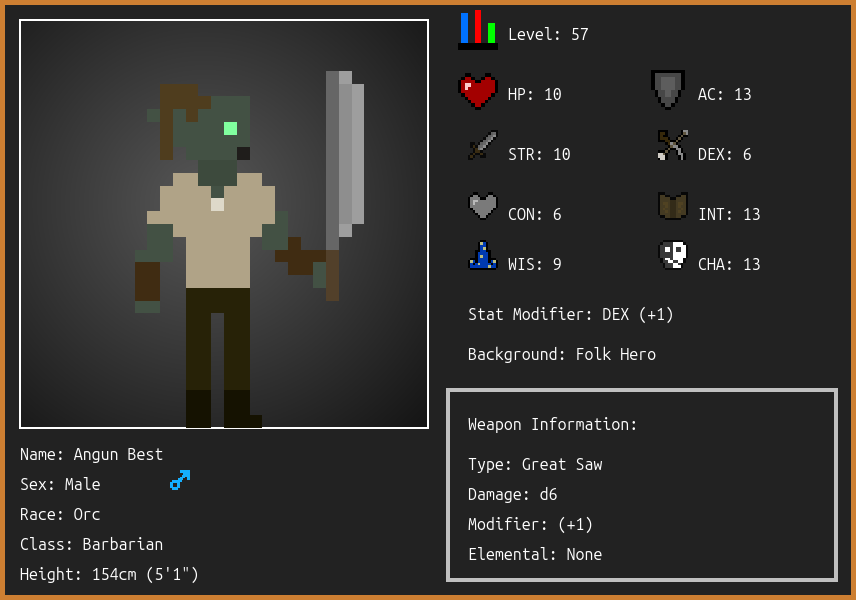 Level: 57
HP: 10
AC: 13
STR: 10
DEX: 6
CON: 6
INT: 13
WIS: 9
CHA: 13
Stat Modifier: DEX (+1)
Background: Folk Hero
Weapon Information:
Type: Great Saw
Damage: d6
Modifier: (+1)
Elemental: None
Name: Angun Best
Sex: Male
Race: Orc
Class: Barbarian
Height: 154cm (5'1")